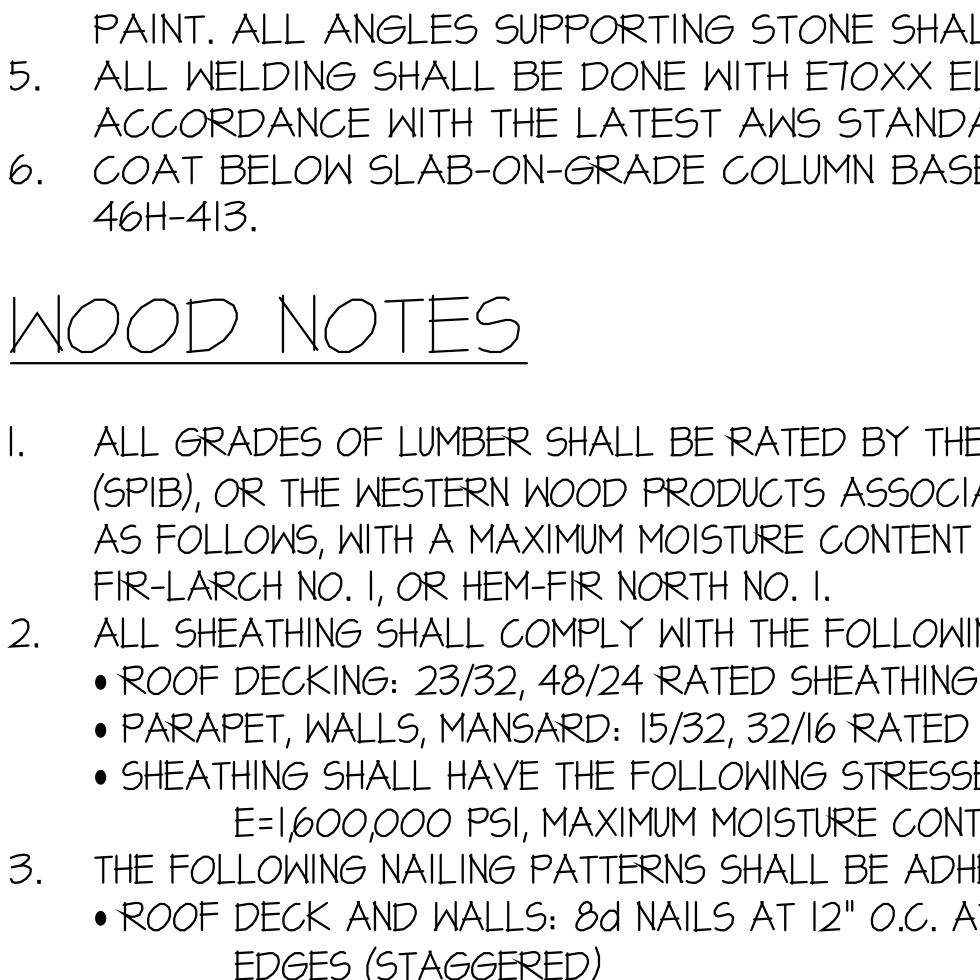 PAINT. ALL ANGLES SUPPORTING STONE SHAL
5. ALL WELDING SHALL BE DONE WITH E70XX EL
ACCORDANCE WITH THE LATEST AWS STANDA
6. COAT BELOW SLAB-ON-GRADE COLUMN BASE
46H-413.
WOOD NOTES
1. ALL GRADES OF LUMBER SHALL BE RATED BY THE
(SPIB), OR THE WESTERN WOOD PRODUCTS ASSOCIA
AS FOLLOWS, WITH A MAXIMUM MOISTURE CONTENT
FIR-LARCH NO. 1, OR HEM-FIR NORTH NO. 1.
2. ALL SHEATHING SHALL COMPLY WITH THE FOLLOWIN
• ROOF DECKING: 23/32, 48/24 RATED SHEATHING
• PARAPET, WALLS, MANSARD: 15/32, 32/16 RATED
• SHEATHING SHALL HAVE THE FOLLOWING STRESSE
E=1,600,000 PSI, MAXIMUM MOISTURE CONT
3. THE FOLLOWING NAILING PATTERNS SHALL BE ADHE
• ROOF DECK AND WALLS: 8d NAILS AT 12" O.C. AT
EDGES (STAGGERED)